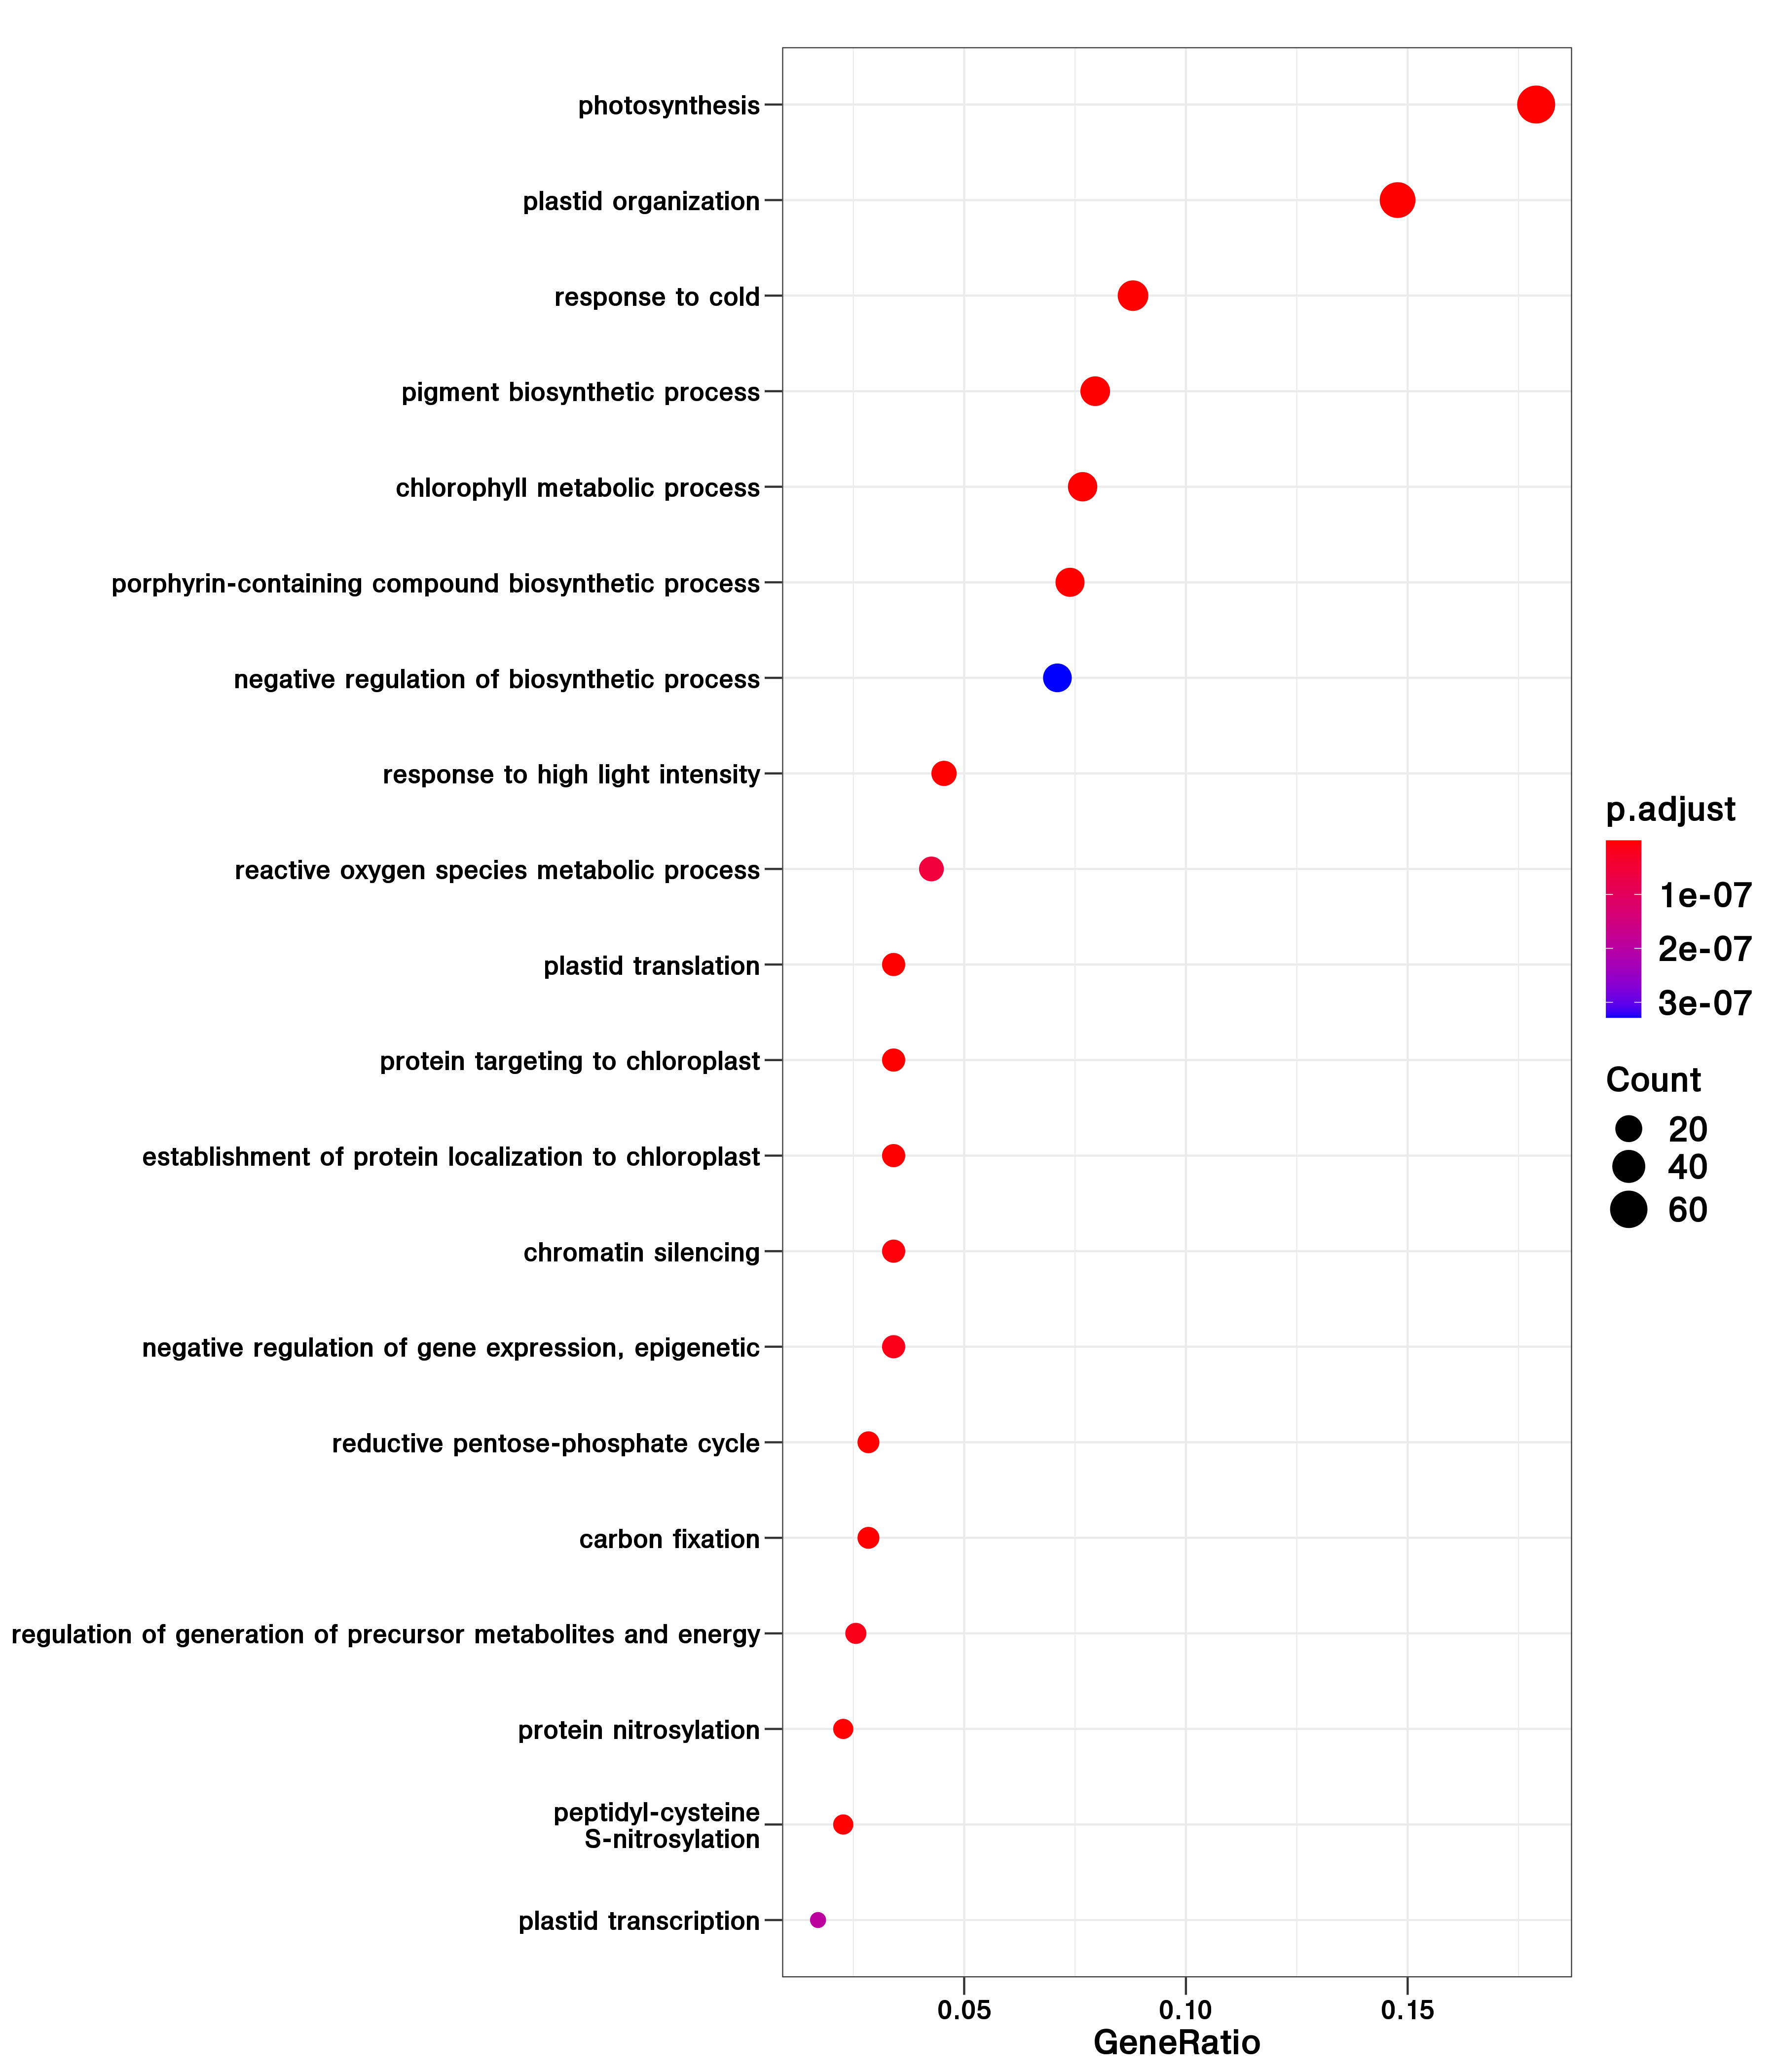 photosynthesis
plastid organization
response to cold
pigment biosynthetic process
chlorophyll metabolic process
porphyrin-containing compound biosynthetic process
negative regulation of biosynthetic process
response to high light intensity
reactive oxygen species metabolic process
plastid translation
protein targeting to chloroplast
establishment of protein localization to chloroplast
chromatin silencing
negative regulation of gene expression, epigenetic
reductive pentose-phosphate cycle
carbon fixation
regulation of generation of precursor metabolites and energy
protein nitrosylation
peptidyl-cysteine
S-nitrosylation
plastid transcription
0.05
0.10
0.15
GeneRatio
p.adjust
1e-07
2e-07
3e-07
Count
20
40
60